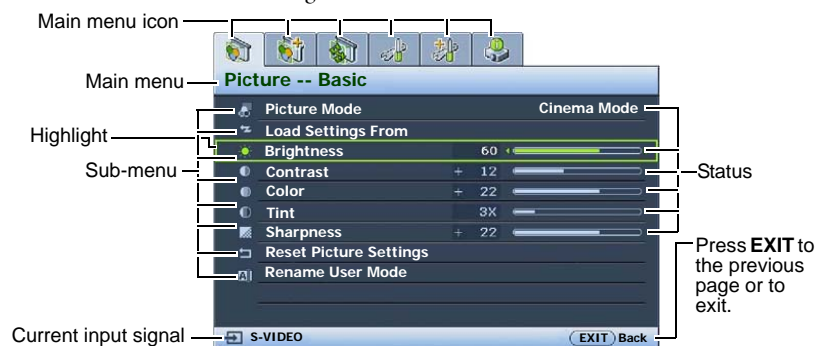 Main menu icon
Main menu
Picture -- Basic
Picture Mode Cinema Mode
Highlight
Load Settings From
Brightness 60
Sub-menu
Contrast + 12
Status
Color + 22
Tint 3X
Sharpness + 22
Reset Picture Settings
Rename User Mode
Press EXIT to
the previous
page or to
exit.
Current input signal
S-VIDEO
EXIT Back